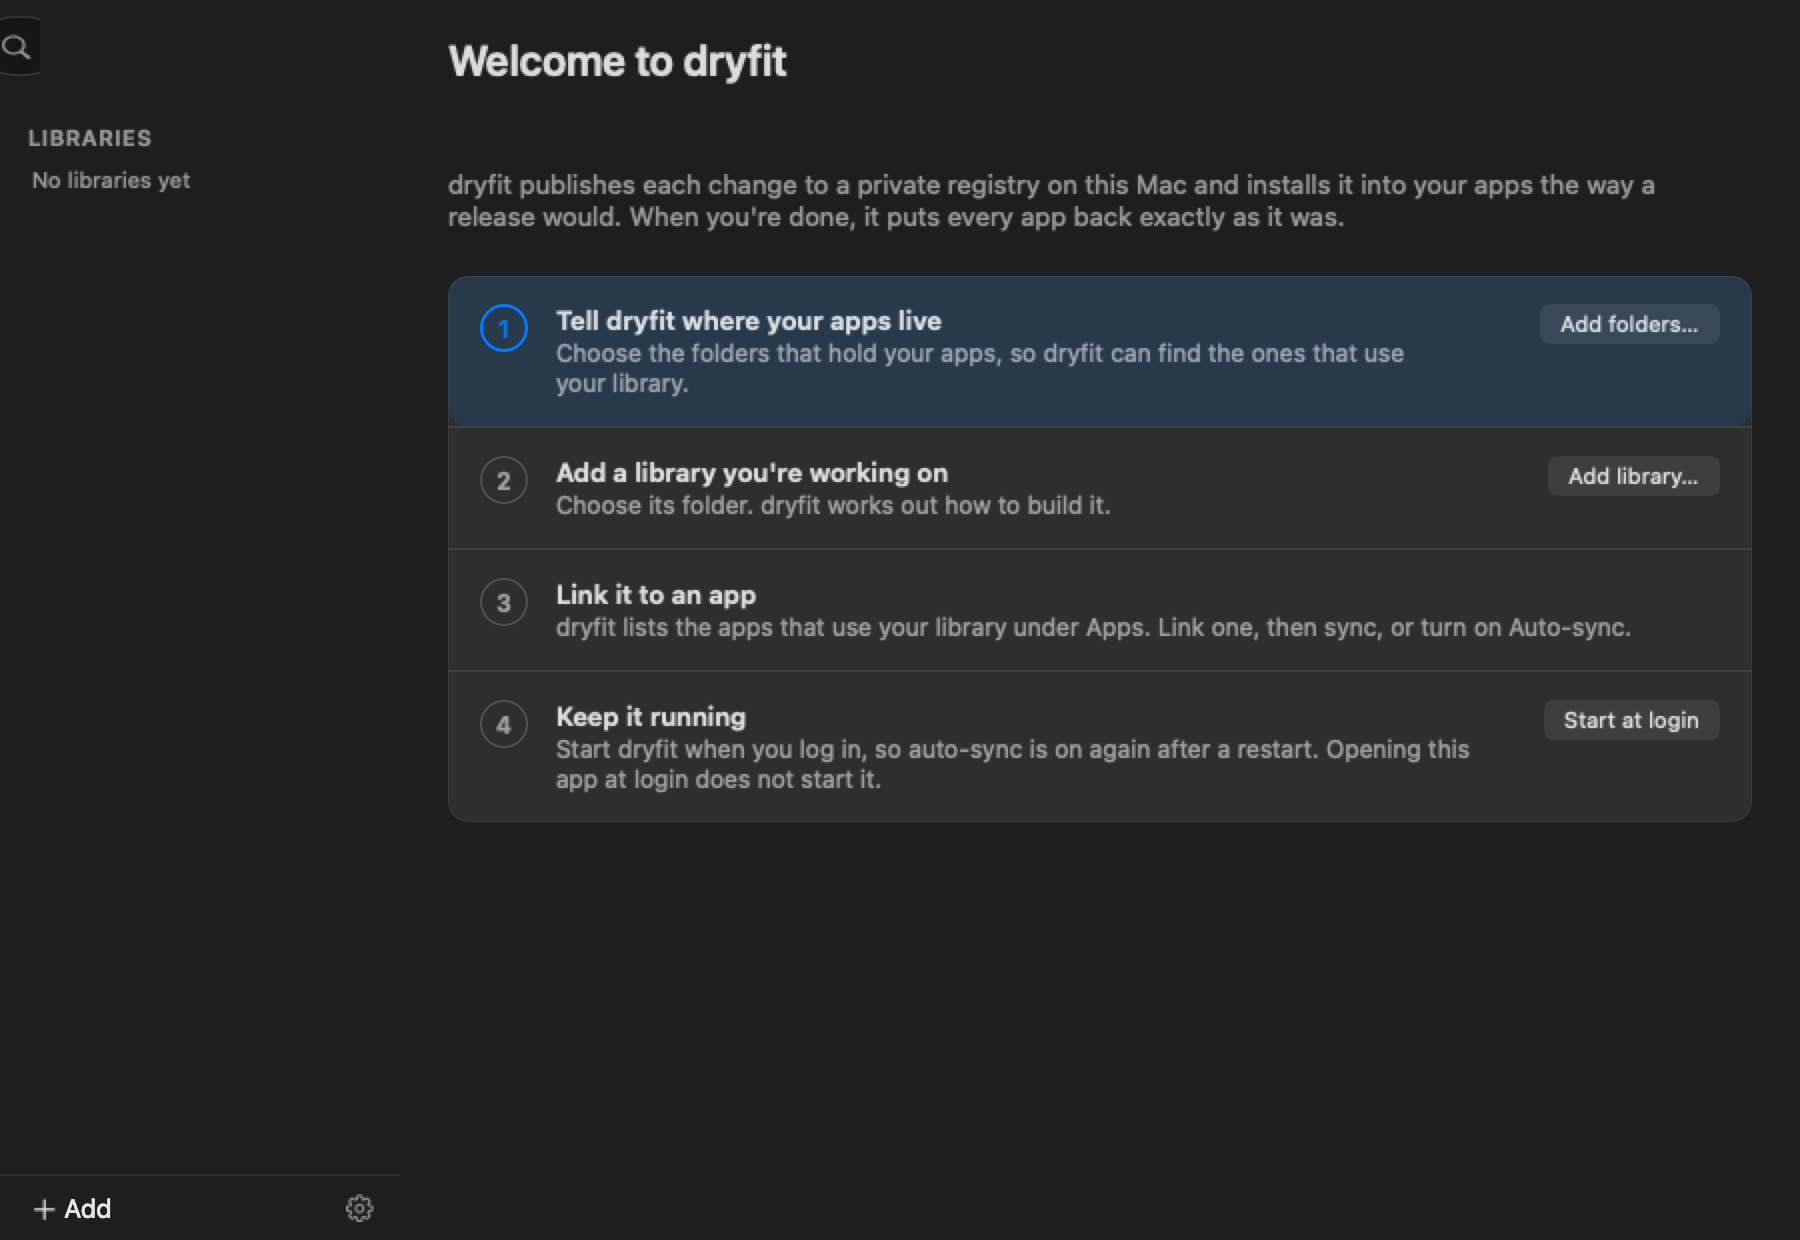 Welcome to dryfit
LIBRARIES
No libraries yet
dryfit publishes each change to a private registry on this Mac and installs it into your apps the way a
release would. When you're done, it puts every app back exactly as it was.
1
Tell dryfit where your apps live
Choose the folders that hold your apps, so dryfit can find the ones that use
your library.
Add folders...
2
Add a library you're working on
Choose its folder. dryfit works out how to build it.
Add library...
3
Link it to an app
dryfit lists the apps that use your library under Apps. Link one, then sync, or turn on Auto-sync.
4
Keep it running
Start dryfit when you log in, so auto-sync is on again after a restart. Opening this
app at login does not start it.
Start at login
+ Add